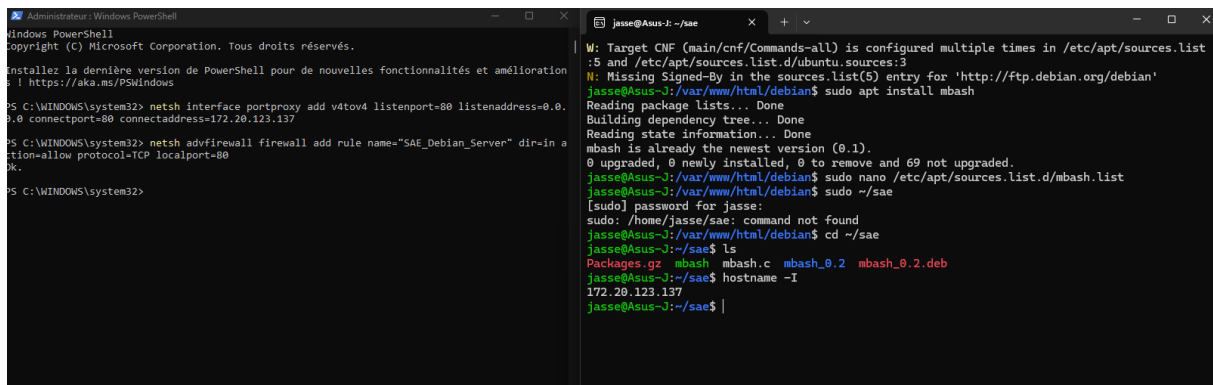 Administrateur : Windows PowerShell
Windows PowerShell
Copyright (C) Microsoft Corporation. Tous droits réservés.
Installez la dernière version de PowerShell pour de nouvelles fonctionnalités et amélioration
s ! https://aka.ms/PSWindows
PS C:\WINDOWS\system32> netsh interface portproxy add v4tov4 listenport=80 listenaddress=0.0.
0.0 connectport=80 connectaddress=172.20.123.137
PS C:\WINDOWS\system32> netsh advfirewall firewall add rule name="SAE_Debian_Server" dir=in a
ction=allow protocol=TCP localport=80
Ok.
PS C:\WINDOWS\system32>
jasse@Asus-J: ~/sae
W: Target CNF (main/cnf/Commands-all) is configured multiple times in /etc/apt/sources.list
:5 and /etc/apt/sources.list.d/ubuntu.sources:3
N: Missing Signed-By in the sources.list(5) entry for 'http://ftp.debian.org/debian'
jasse@Asus-J:/var/www/html/debian$ sudo apt install mbash
Reading package lists... Done
Building dependency tree... Done
Reading state information... Done
mbash is already the newest version (0.1).
0 upgraded, 0 newly installed, 0 to remove and 69 not upgraded.
jasse@Asus-J:/var/www/html/debian$ sudo nano /etc/apt/sources.list.d/mbash.list
jasse@Asus-J:/var/www/html/debian$ sudo ~/sae
[sudo] password for jasse:
sudo: /home/jasse/sae: command not found
jasse@Asus-J:/var/www/html/debian$ cd ~/sae
jasse@Asus-J:~/sae$ ls
Packages.gz mbash mbash.c mbash_0.2 mbash_0.2.deb
jasse@Asus-J:~/sae$ hostname -I
172.20.123.137
jasse@Asus-J:~/sae$